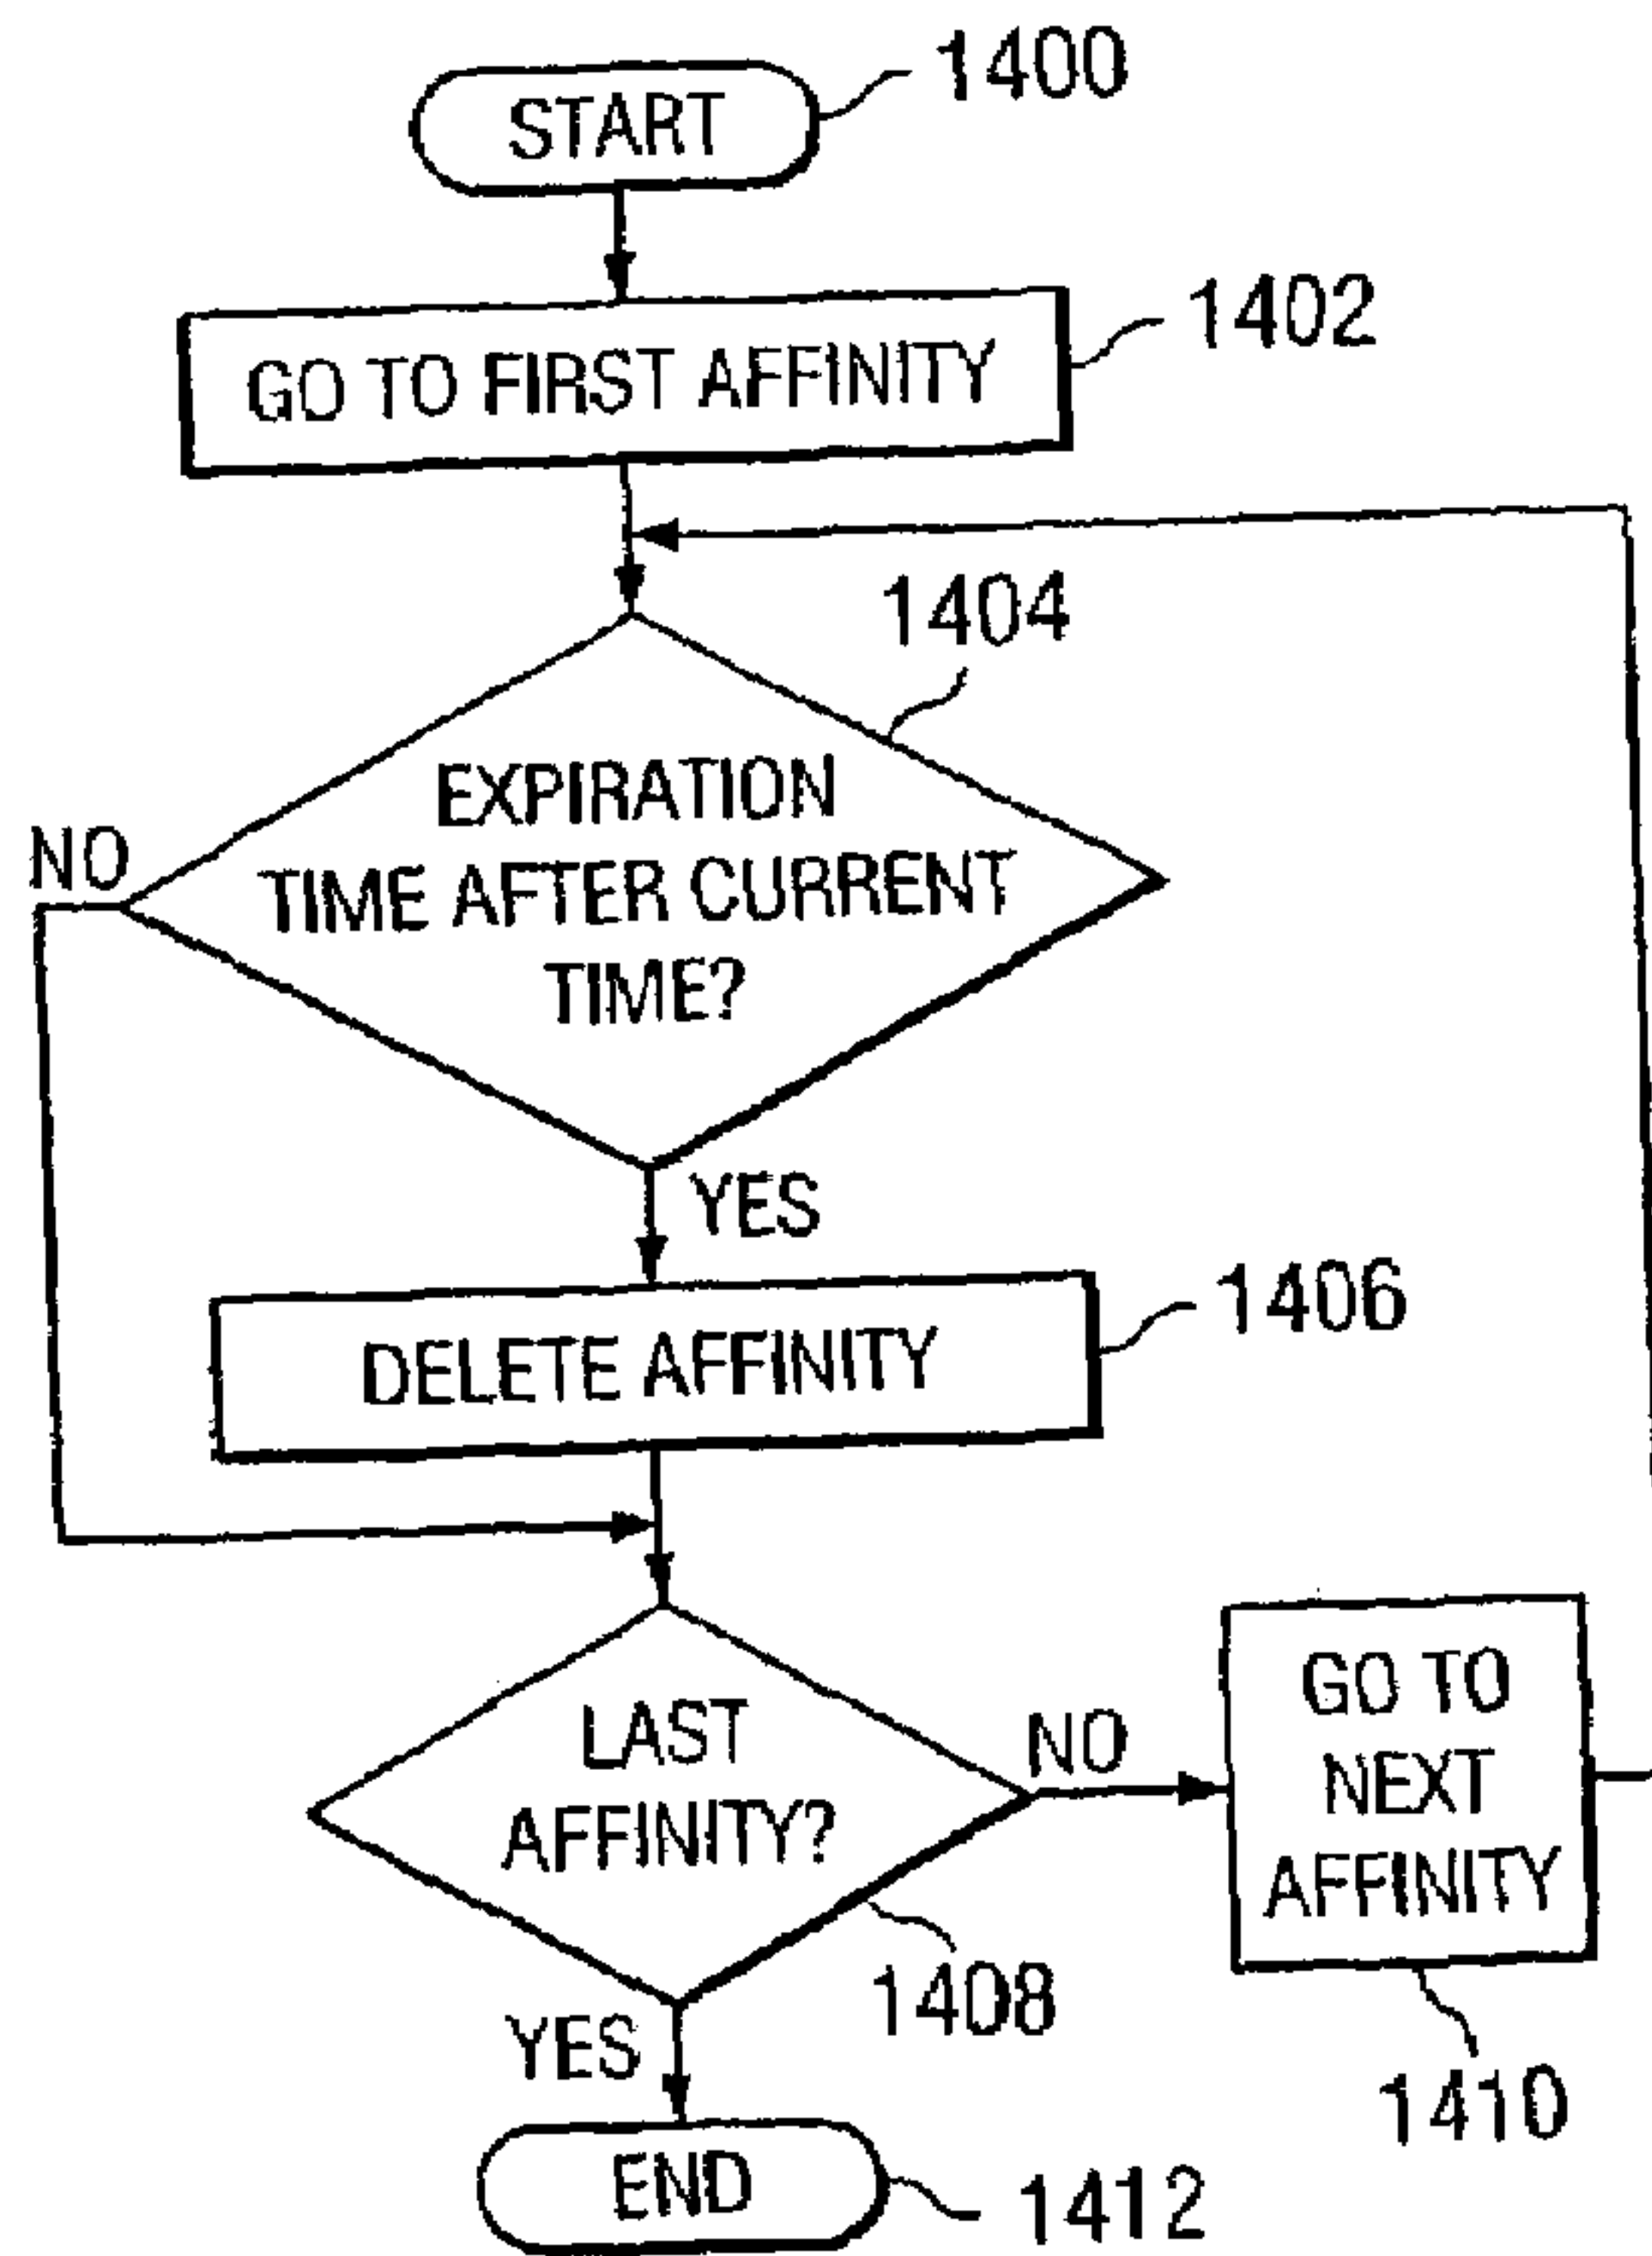 1400
START
1402
GO TO FIRST AFFINITY
1404
EXPIRATION
TIME AFTER CURRENT
TIME?
NO
YES
1406
DELETE AFFINITY
LAST
AFFINITY?
NO
GO TO
NEXT
AFFINITY
1408
YES
1410
END
1412